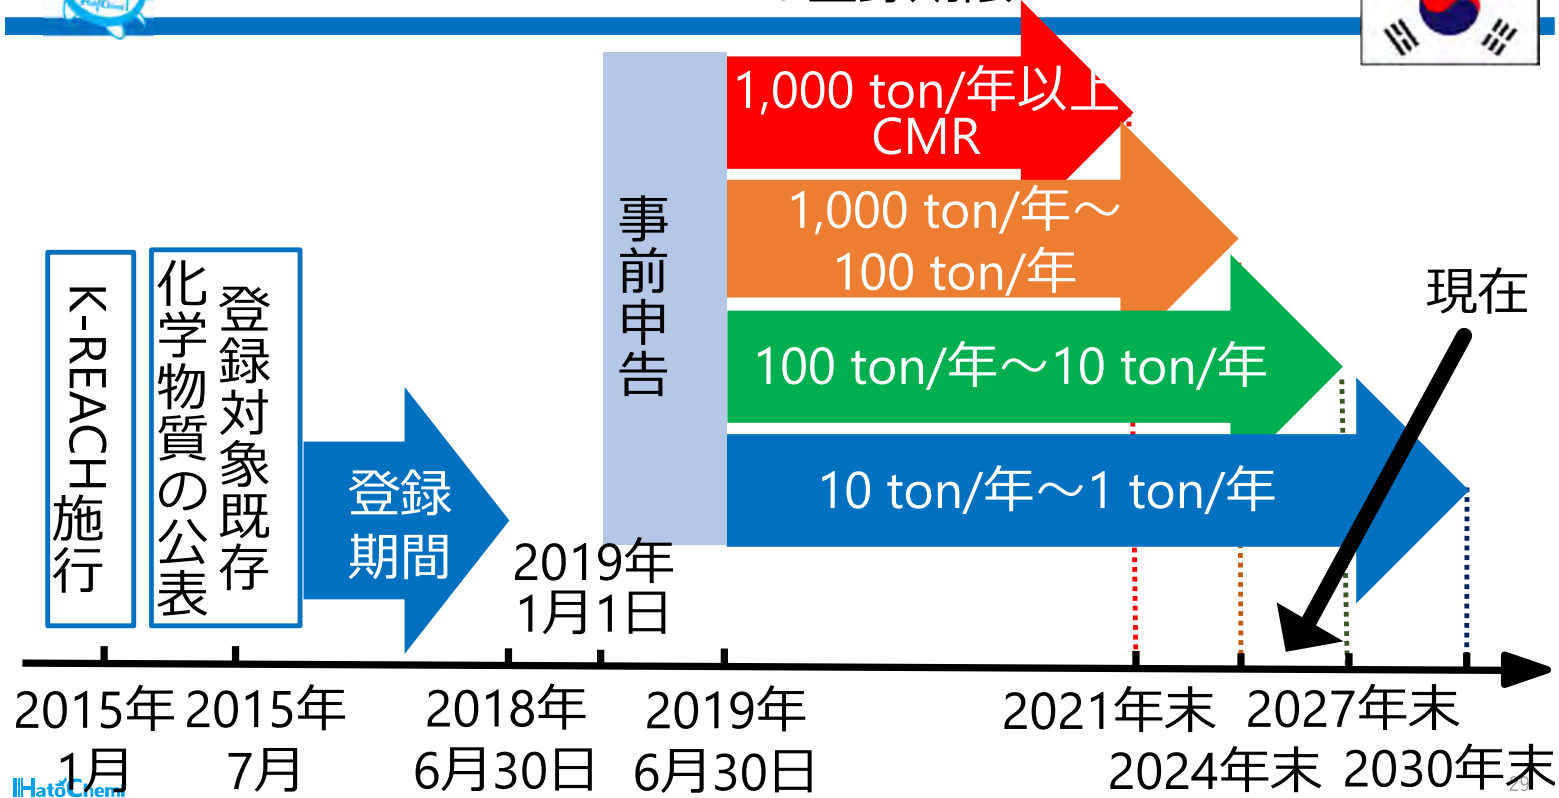 登録期限
1,000 ton/年以上
CMR
1,000 ton/年～
100 ton/年
100 ton/年～10 ton/年
10 ton/年～1 ton/年
事前申告
現在
K-REACH施行
登録対象既存
化学物質の公表
登録
期間
2019年
1月1日
2015年
1月
2015年
7月
2018年
6月30日
2019年
6月30日
2021年末
2024年末
2027年末
2030年末
HatoChemi
29